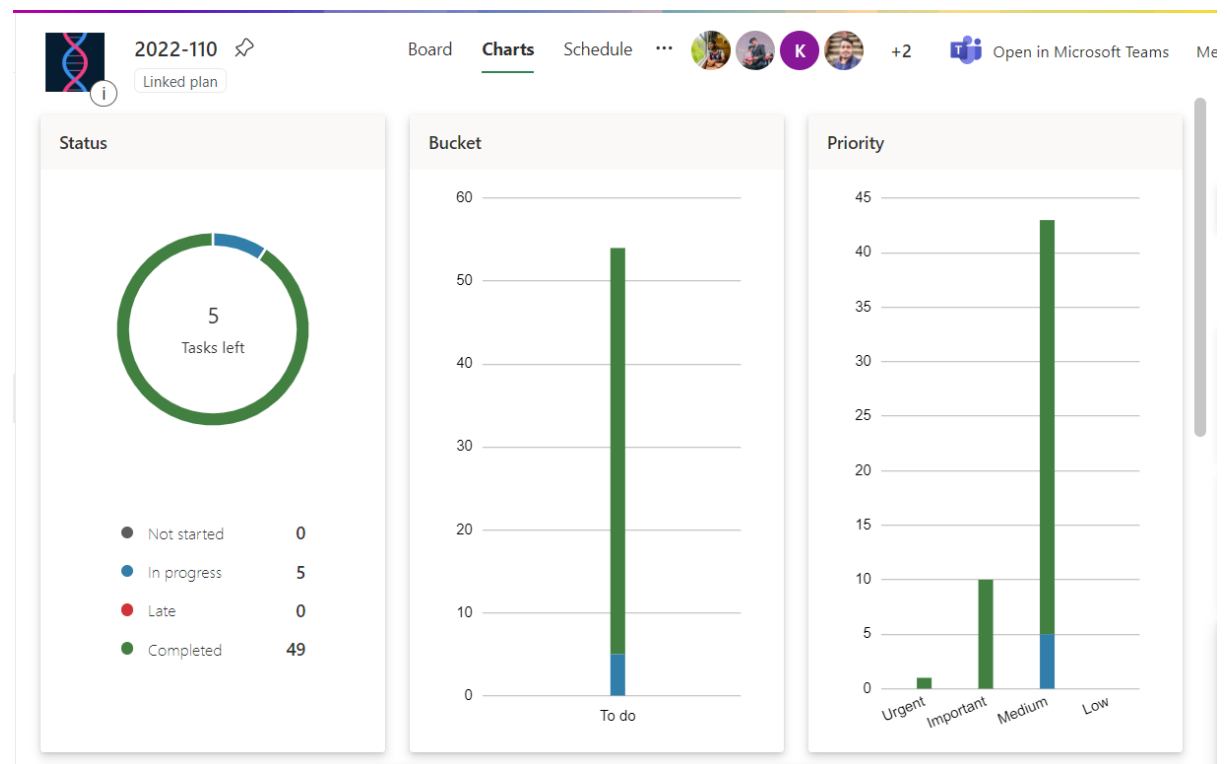 2022-110
Linked plan
i
Board Charts Schedule ... K +2 T Open in Microsoft Teams Me
Status
5
Tasks left
Not started 0
In progress 5
Late 0
Completed 49
Bucket
60
50
40
30
20
10
0
To do
Priority
45
40
35
30
25
20
15
10
5
0
Urgent Important Medium Low